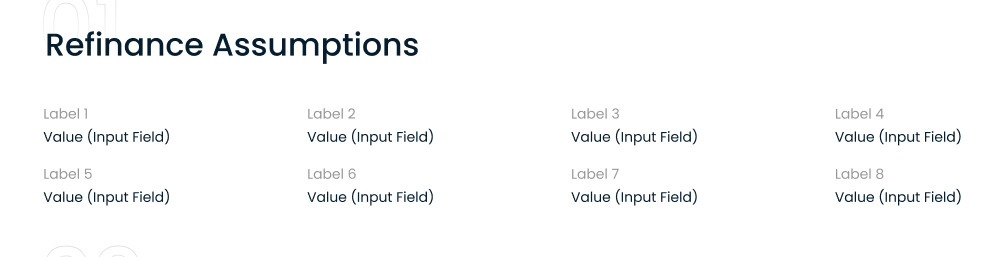 01
Refinance Assumptions
Label 1 Label 2 Label 3 Label 4
Value (Input Field) Value (Input Field) Value (Input Field) Value (Input Field)
Label 5 Label 6 Label 7 Label 8
Value (Input Field) Value (Input Field) Value (Input Field) Value (Input Field)